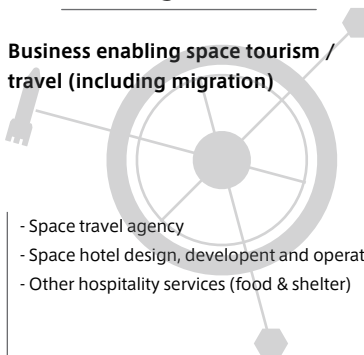 Business enabling space tourism /
travel (including migration)
- Space travel agency
- Space hotel design, developent and operat
- Other hospitality services (food & shelter)